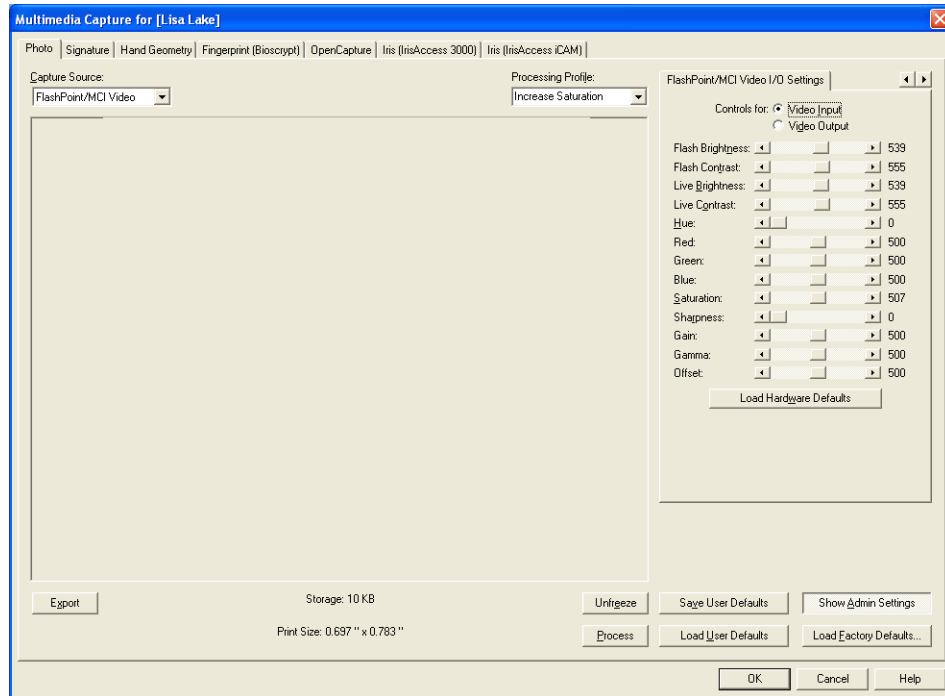 Multimedia Capture for [Lisa Lake]
Photo Signature Hand Geometry Fingerprint (Bioscrypt) OpenCapture Iris (IrisAccess 3000) Iris (IrisAccess iCAM)
Capture Source:
FlashPoint/MCI Video
Processing Profile:
Increase Saturation
FlashPoint/MCI Video I/O Settings
Controls for: Video Input
Video Output
Flash Brightness: 539
Flash Contrast: 555
Live Brightness: 539
Live Contrast: 555
Hue: 0
Red: 500
Green: 500
Blue: 500
Saturation: 507
Sharpness: 0
Gain: 500
Gamma: 500
Offset: 500
Load Hardware Defaults
Export
Storage: 10 KB
Unfreeze
Save User Defaults
Show Admin Settings
Print Size: 0.697 " x 0.783 "
Process
Load User Defaults
Load Factory Defaults...
OK
Cancel
Help